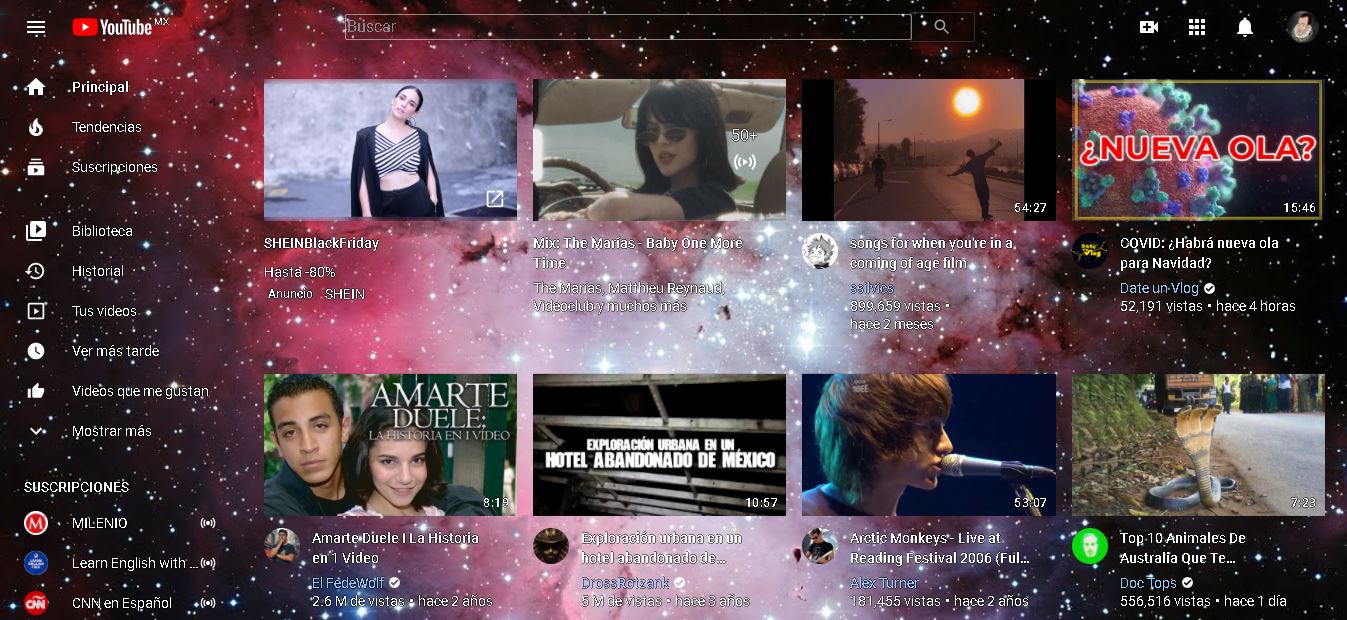 YouTube MX
Buscar
Principal
Tendencias
Suscripciones
Biblioteca
Historial
Tus videos
Ver más tarde
Videos que me gustan
Mostrar más
SUSCRIPCIONES
MILENIO
Learn English with ...
CNN en Español
SHEINBlackFriday
Hasta -80%
Anuncio SHEIN
50+
Mix: The Marías - Baby One More
Time
The Marías, Matthieu Reynaud,
Videoclub y muchos más
54:27
songs for when you're in a
coming of age film
ssilvics
899,659 vistas •
hace 2 meses
¿NUEVA OLA?
15:46
COVID: ¿Habrá nueva ola
para Navidad?
Date un Vlog
52,191 vistas • hace 4 horas
AMARTE
DUELE:
LA HISTORIA EN 1 VÍDEO
8:19
Amarte Duele I La Historia
en 1 Video
El FedeWolf
2.6 M de vistas • hace 2 años
EXPLORACIÓN URBANA EN UN
HOTEL ABANDONADO DE MÉXICO
10:57
Exploración urbana en un
hotel abandonado de...
DrossRotzank
5 M de vistas • hace 3 años
53:07
Arctic Monkeys - Live at
Reading Festival 2006 (Ful...
Alex Turner
181,455 vistas • hace 2 años
7:23
Top 10 Animales De
Australia Que Te...
Doc Tops
556,516 vistas • hace 1 día